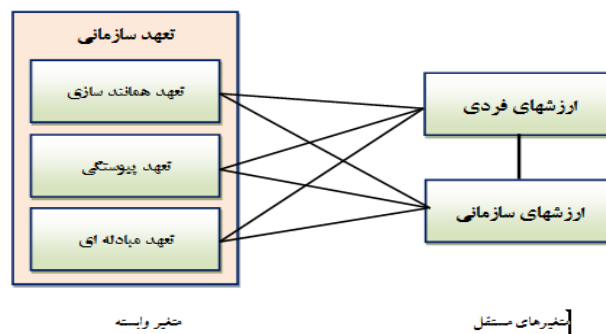 تعهد سازمانی
تعهد همانند سازی
تعهد پیوستگی
تعهد مبادله ای
ارزشهای فردی
ارزشهای سازمانی
متغیرهای مستقل
متغیر وابسته